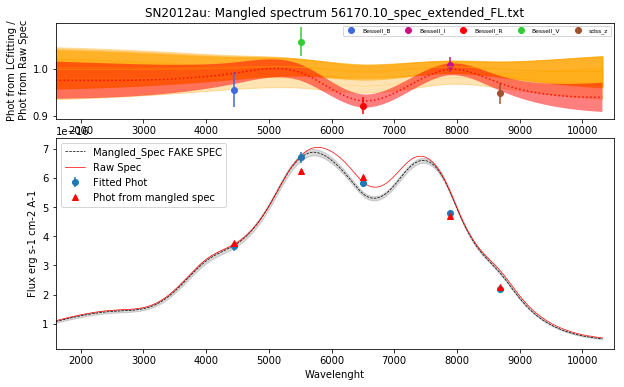 SN2012au: Mangled spectrum 56170.10_spec_extended_FL.txt
Phot from LCfitting /
Phot from Raw Spec
1.0
0.9
Bessell_B
Bessell_I
Bessell_R
Bessell_V
sdss_z
2000 3000 4000 5000 6000 7000 8000 9000 10000
Flux erg s-1 cm-2 A-1
7
6
5
4
3
2
1
Mangled_Spec FAKE SPEC
Raw Spec
Fitted Phot
Phot from mangled spec
2000 3000 4000 5000 6000 7000 8000 9000 10000
Wavelenght